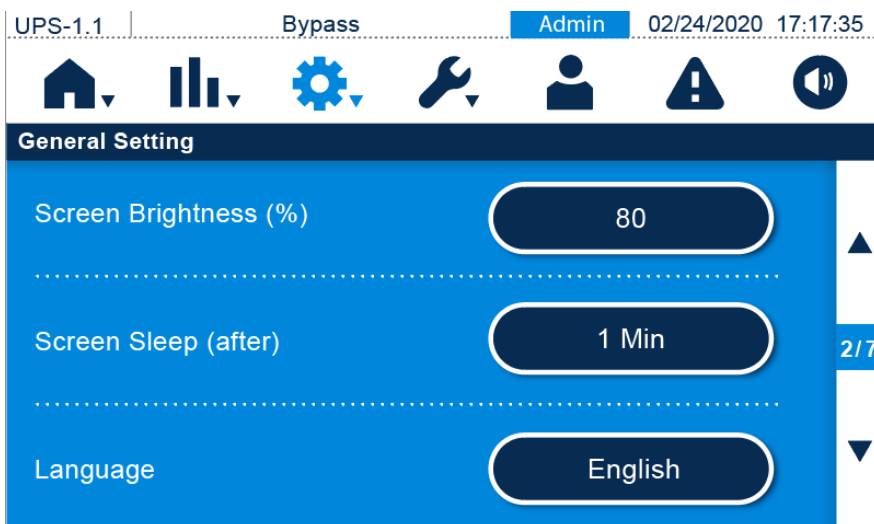 UPS-1.1 Bypass Admin 02/24/2020 17:17:35
General Setting
Screen Brightness (%) 80
Screen Sleep (after) 1 Min
2/7
Language English